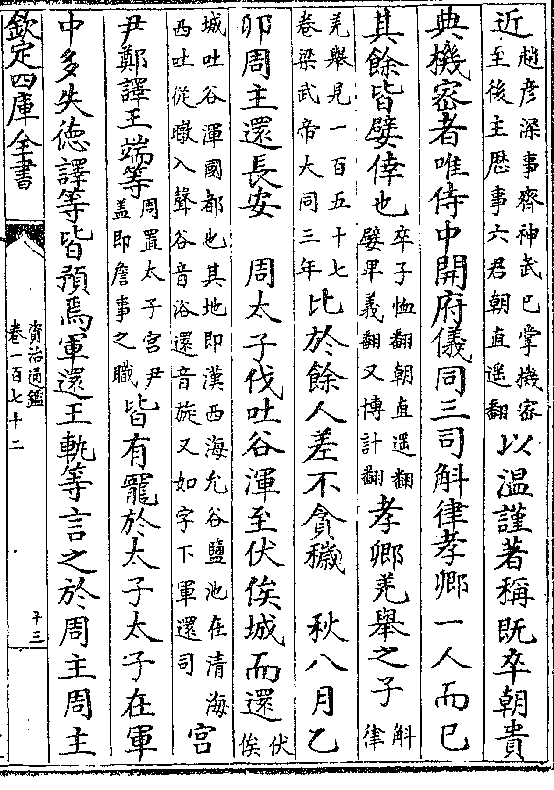 近趙彦深事齊神武已掌機密至後主歴事六君朝直遥翻以温謹著稱既卒朝貴
典機密者唯侍中開府儀同三司斛律孝卿一人而已
其餘皆嬖倖也卒子恤翻朝直遥翻嬖卑義翻又博計翻孝卿羌舉之子斛律
羌舉見一百五十七卷梁武帝大同三年比於餘人差不貪穢　秋八月乙
卯周主還長安　周太子伐吐谷渾至伏俟城而還伏俟
城吐谷渾國都也其地即漢西海允谷鹽池在清海西吐從暾入聲谷音浴還音旋又如字下軍還司宫
尹鄭譯王端等周置太子宫尹盖即詹事之職皆有寵於太子太子在軍
中多失徳譯等皆預焉軍還王軌等言之於周主周主
欽定四庫全書
資治通鑑
卷一百七十二